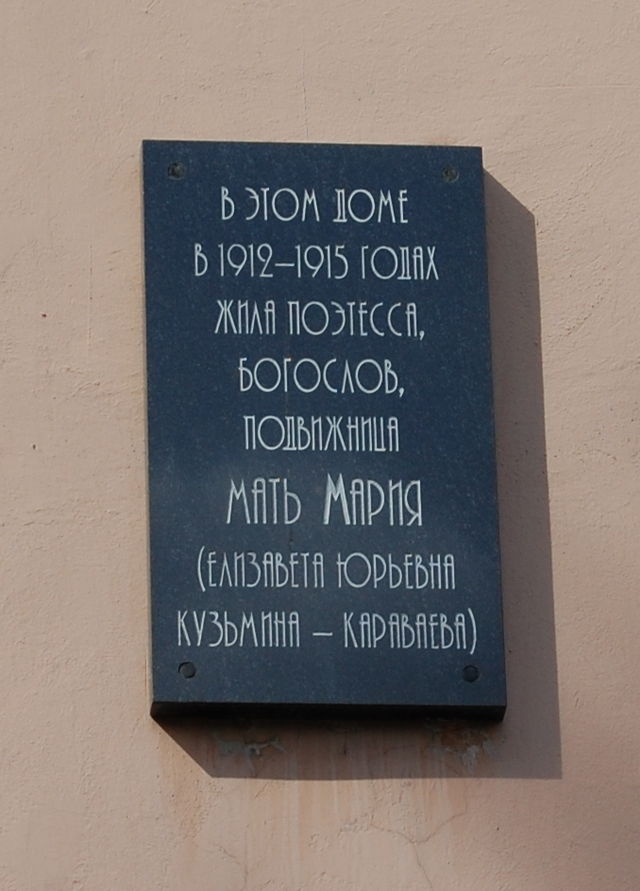 В ЭТОМ ДОМЕ
В 1912–1915 ГОДАХ
ЖИЛА ПОЭТЕССА,
БОГОСЛОВ,
ПОДВИЖНИЦА
МАТЬ МАРИЯ
(ЕЛИЗАВЕТА ЮРЬЕВНА
КУЗЬМИНА – КАРАВАЕВА)